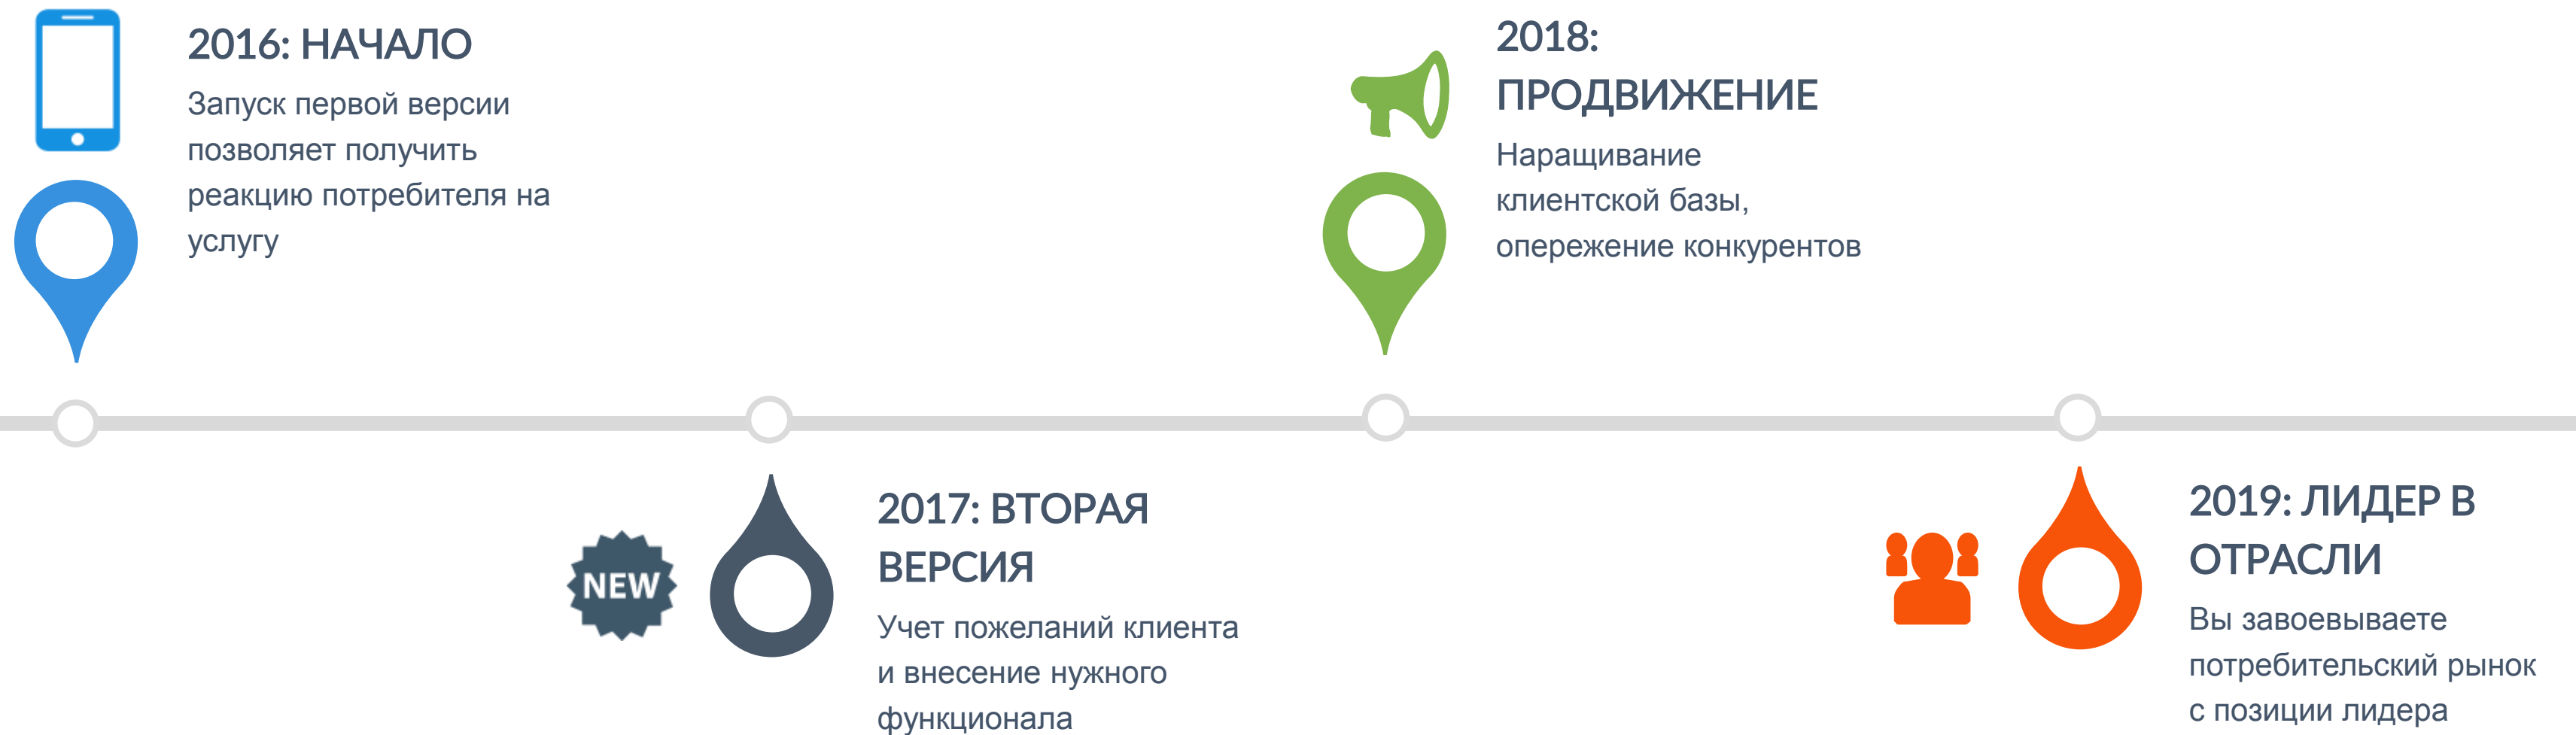 2016: НАЧАЛО
Запуск первой версии
позволяет получить
реакцию потребителя на
услугу
2018:
ПРОДВИЖЕНИЕ
Наращивание
клиентской базы,
опережение конкурентов
NEW
2017: ВТОРАЯ
ВЕРСИЯ
Учет пожеланий клиента
и внесение нужного
функционала
2019: ЛИДЕР В
ОТРАСЛИ
Вы завоевываете
потребительский рынок
с позиции лидера